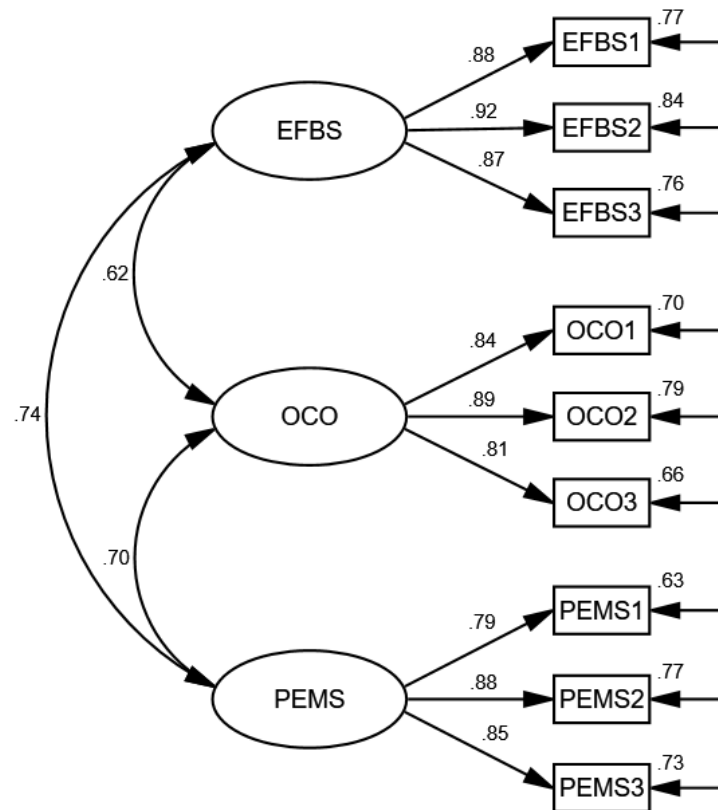 .77
EFBS1
.88
.84
EFBS
.92
EFBS2
.87
.76
EFBS3
.62
.70
OCO1
.84
.79
.74
OCO
.89
OCO2
.81
.66
OCO3
.70
.63
PEMS1
.79
.77
PEMS
.88
PEMS2
.85
.73
PEMS3